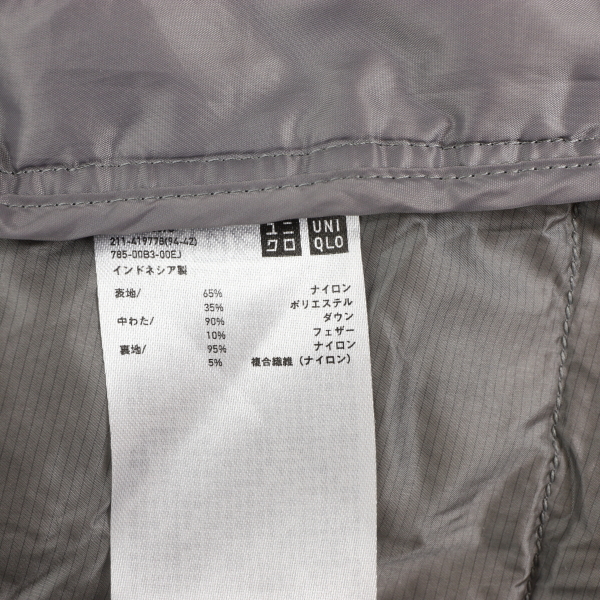 ユニ
クロ
UNI
QLO
211-419778(94-42)
785-00B3-00EJ
インドネシア製
表地/ 65% ナイロン
35% ポリエステル
中わた/ 90% ダウン
10% フェザー
裏地/ 95% ナイロン
5% 複合繊維（ナイロン）